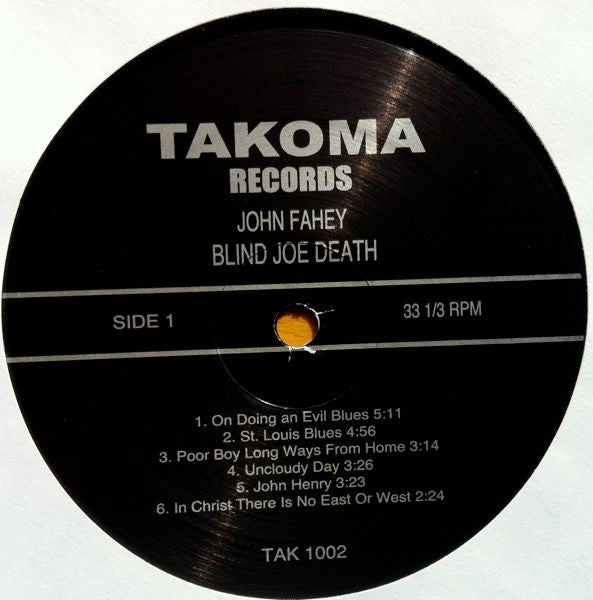 TAKOMA
RECORDS
JOHN FAHEY
BLIND JOE DEATH
SIDE 1
33 1/3 RPM
1. On Doing an Evil Blues 5:11
2. St. Louis Blues 4:56
3. Poor Boy Long Ways From Home 3:14
4. Uncloudy Day 3:26
5. John Henry 3:23
6. In Christ There Is No East Or West 2:24
TAK 1002